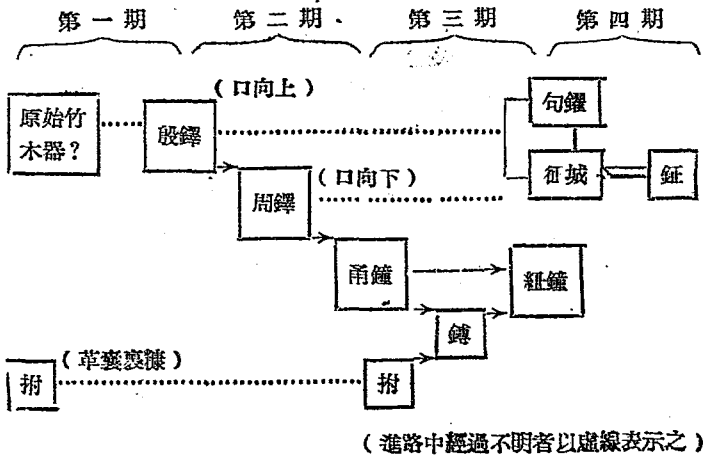 第一期 第二期 第三期 第四期
(口向上)
原始竹
木器?
殷鐸
句鑃
(口向下)
周鐸
征城
鉦
甬鐘
紐鐘
鎛
(革囊裹糠)
拊
拊
(進路中經過不明者以虛線表示之)